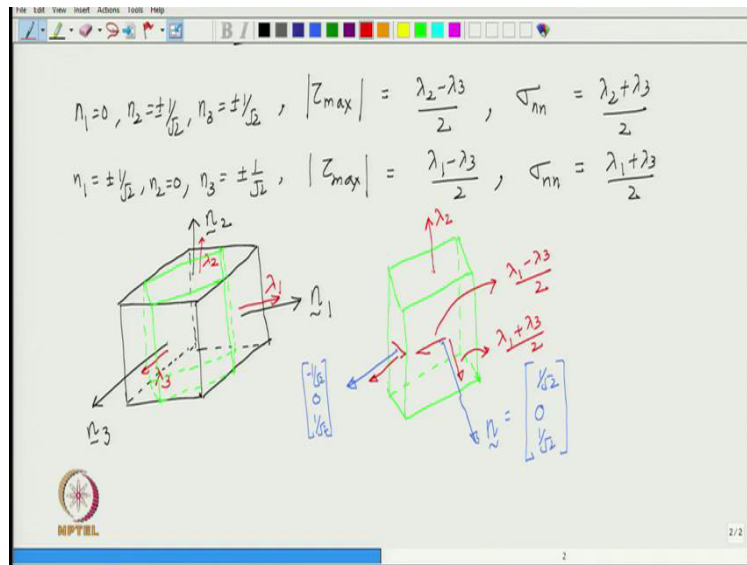 File Edit View Insert Actions Tools Help
B I
n₁=0, n₂=±1/√2, n₃=±1/√2, |τmax| = (λ₂-λ₃)/2, σnn = (λ₂+λ₃)/2
n₁=±1/√2, n₂=0, n₃=±1/√2, |τmax| = (λ₁-λ₃)/2, σnn = (λ₁+λ₃)/2
n₂
λ₂
λ₂
λ₁
n₁
λ₃
n₃
(λ₁-λ₃)/2
(λ₁+λ₃)/2
[-1/√2 0 1/√2]
n = [1/√2 0 1/√2]
NPTEL
2/2
2